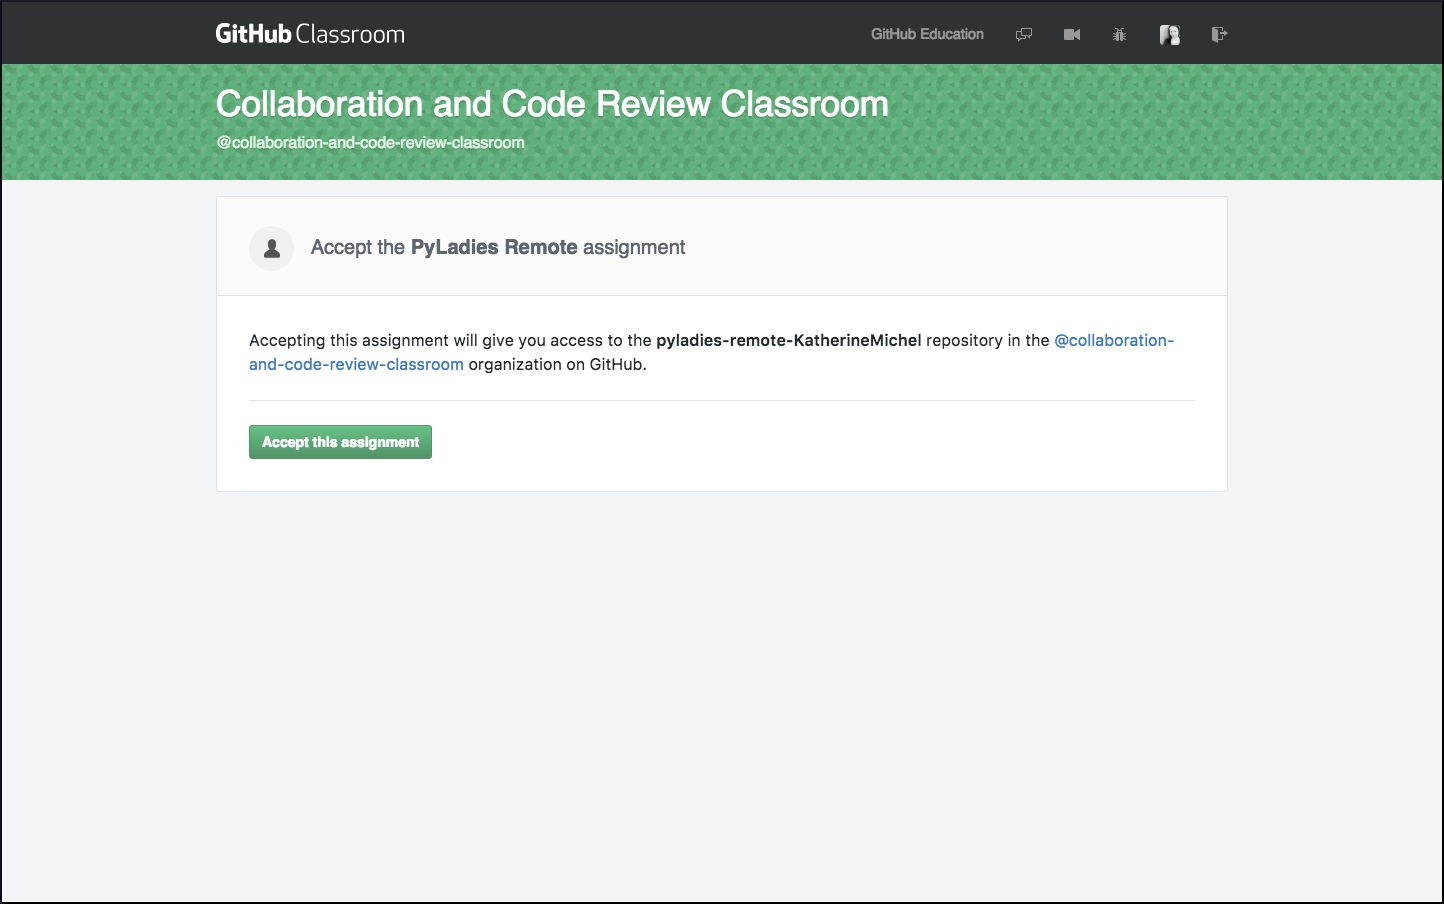 GitHub Classroom
GitHub Education
Collaboration and Code Review Classroom
@collaboration-and-code-review-classroom
Accept the PyLadies Remote assignment
Accepting this assignment will give you access to the pyladies-remote-KatherineMichel repository in the @collaboration-
and-code-review-classroom organization on GitHub.
Accept this assignment